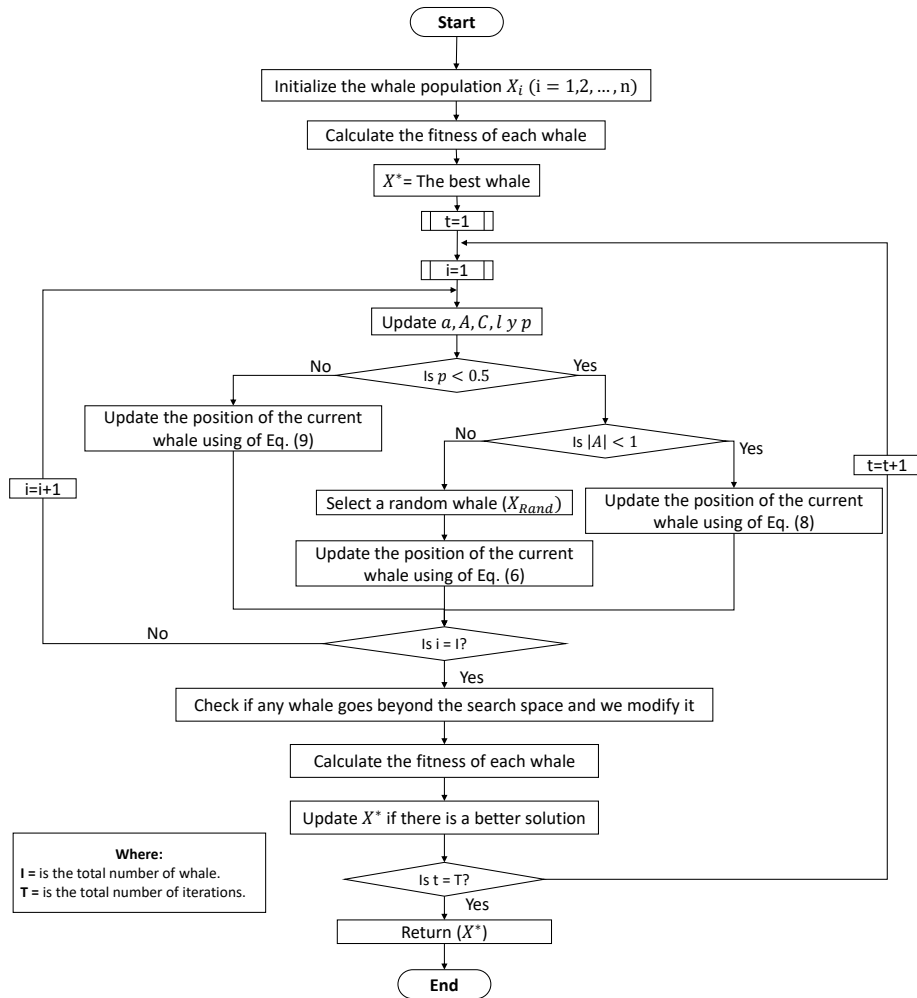 Start
Initialize the whale population X_i (i = 1,2, …, n)
Calculate the fitness of each whale
X*= The best whale
t=1
i=1
Update a, A, C, l y p
No
Yes
Is p < 0.5
Update the position of the current
whale using of Eq. (9)
No
Is |A| < 1
Yes
t=t+1
i=i+1
Select a random whale (X_Rand)
Update the position of the current
whale using of Eq. (8)
Update the position of the current
whale using of Eq. (6)
No
Is i = I?
Yes
Check if any whale goes beyond the search space and we modify it
Calculate the fitness of each whale
Update X* if there is a better solution
Where:
I = is the total number of whale.
T = is the total number of iterations.
Is t = T?
Yes
Return (X*)
End